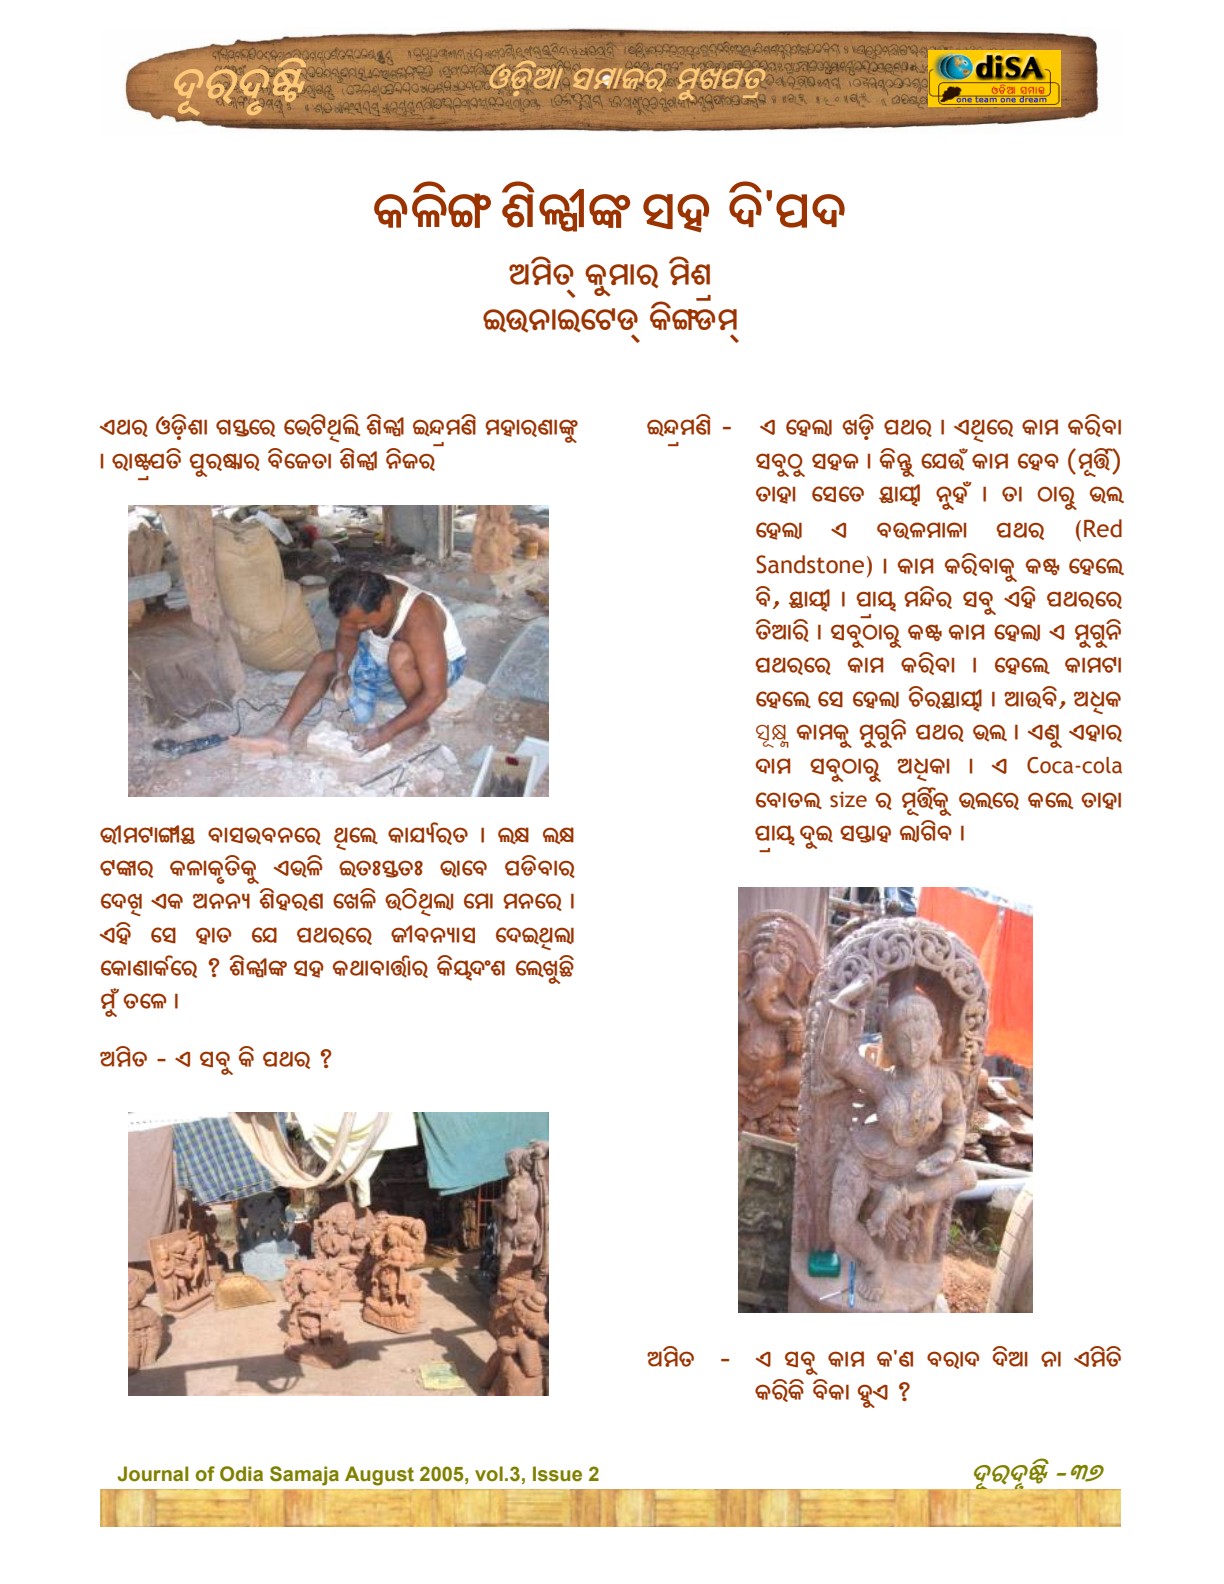 ଦୂରଦୃଷ୍ଟି
ଓଡ଼ିଆ ସମାଜର ମୁଖପତ୍ର
OdiSA
ଓଡିଆ ସମାଜ
one team one dream
କଳିଙ୍ଗ ଶିଳ୍ପୀଙ୍କ ସହ ଦି'ପଦ
ଅମିତ୍ କୁମାର ମିଶ୍ର
ଇଉନାଇଟେଡ୍ କିଙ୍ଗଡମ୍
ଏଥର ଓଡ଼ିଶା ଗସ୍ତରେ ଭେଟିଥିଲି ଶିଳ୍ପୀ ଇନ୍ଦ୍ରମଣି ମହାରଣାଙ୍କୁ
। ରାଷ୍ଟ୍ରପତି ପୁରଷ୍କାର ବିଜେତା ଶିଳ୍ପୀ ନିଜର
ଭୀମଟାଙ୍ଗୀସ୍ଥ ବାସଭବନରେ ଥିଲେ କାର୍ଯ୍ୟରତ । ଲକ୍ଷ ଲକ୍ଷ
ଟଙ୍କାର କଳାକୃତିକୁ ଏଭଳି ଇତଃସ୍ତତଃ ଭାବେ ପଡିବାର
ଦେଖି ଏକ ଅନନ୍ୟ ଶିହରଣ ଖେଳି ଉଠିଥିଲା ମୋ ମନରେ ।
ଏହି ସେ ହାତ ଯେ ପଥରରେ ଜୀବନ୍ୟାସ ଦେଇଥିଲା
କୋଣାର୍କରେ ? ଶିଳ୍ପୀଙ୍କ ସହ କଥାବାର୍ତ୍ତାର କିୟଦଂଶ ଲେଖୁଛି
ମୁଁ ତଳେ ।
ଅମିତ - ଏ ସବୁ କି ପଥର ?
ଇନ୍ଦ୍ରମଣି - ଏ ହେଲା ଖଡ଼ି ପଥର । ଏଥିରେ କାମ କରିବା
ସବୁଠୁ ସହଜ । କିନ୍ତୁ ଯେଉଁ କାମ ହେବ (ମୂର୍ତ୍ତି)
ତାହା ସେତେ ସ୍ଥାୟୀ ନୁହଁ । ତା ଠାରୁ ଭଲ
ହେଲା ଏ ବଉଳମାଳା ପଥର (Red
Sandstone) । କାମ କରିବାକୁ କଷ୍ଟ ହେଲେ
ବି, ସ୍ଥାୟୀ । ପ୍ରାୟ ମନ୍ଦିର ସବୁ ଏହି ପଥରରେ
ତିଆରି । ସବୁଠାରୁ କଷ୍ଟ କାମ ହେଲା ଏ ମୁଗୁନି
ପଥରରେ କାମ କରିବା । ହେଲେ କାମଟା
ହେଲେ ସେ ହେଲା ଚିରସ୍ଥାୟୀ । ଆଉବି, ଅଧିକ
ସୂକ୍ଷ୍ମ କାମକୁ ମୁଗୁନି ପଥର ଭଲ । ଏଣୁ ଏହାର
ଦାମ ସବୁଠାରୁ ଅଧିକା । ଏ Coca-cola
ବୋତଲ size ର ମୂର୍ତ୍ତିକୁ ଭଲରେ କଲେ ତାହା
ପ୍ରାୟ ଦୁଇ ସପ୍ତାହ ଲାଗିବ ।
ଅମିତ - ଏ ସବୁ କାମ କ'ଣ ବରାଦ ଦିଆ ନା ଏମିତି
କରିକି ବିକା ହୁଏ ?
Journal of Odia Samaja August 2005, vol.3, Issue 2
ଦୂରଦୃଷ୍ଟି -୩୭